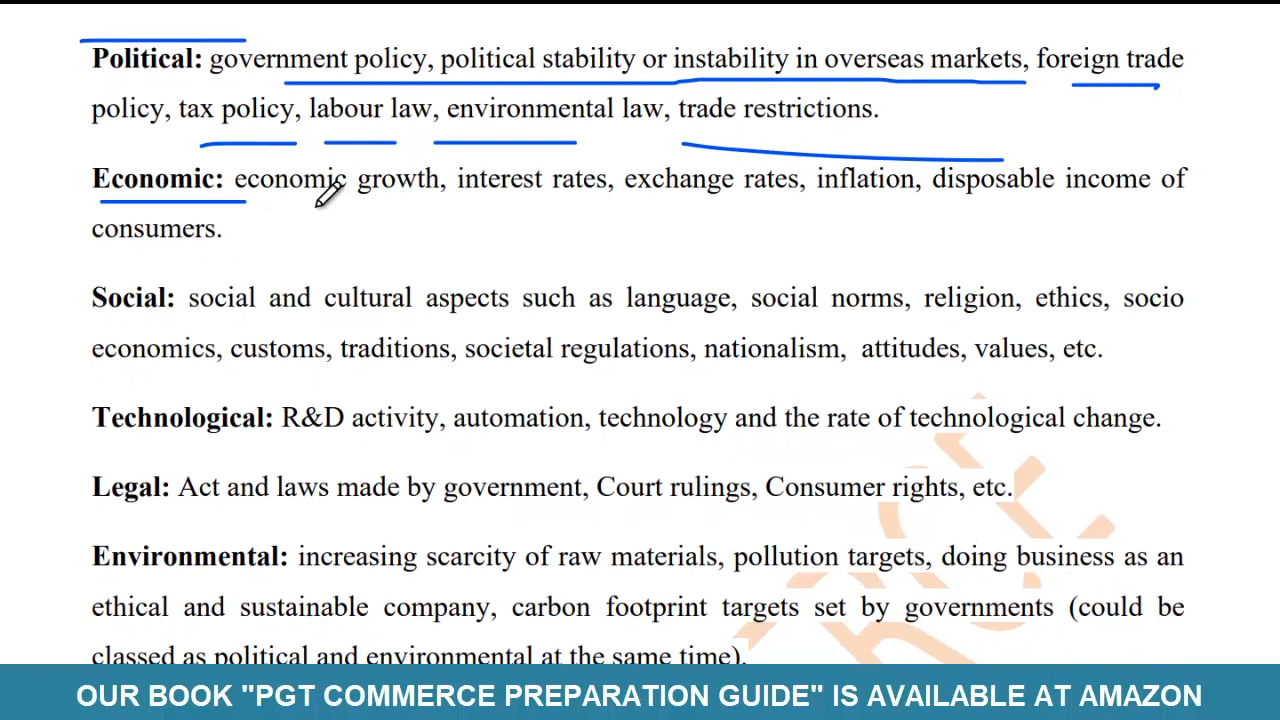 Political: government policy, political stability or instability in overseas markets, foreign trade
policy, tax policy, labour law, environmental law, trade restrictions.
Economic: economic growth, interest rates, exchange rates, inflation, disposable income of
consumers.
Social: social and cultural aspects such as language, social norms, religion, ethics, socio
economics, customs, traditions, societal regulations, nationalism, attitudes, values, etc.
Technological: R&D activity, automation, technology and the rate of technological change.
Legal: Act and laws made by government, Court rulings, Consumer rights, etc.
Environmental: increasing scarcity of raw materials, pollution targets, doing business as an
ethical and sustainable company, carbon footprint targets set by governments (could be
classed as political and environmental at the same time).
OUR BOOK "PGT COMMERCE PREPARATION GUIDE" IS AVAILABLE AT AMAZON